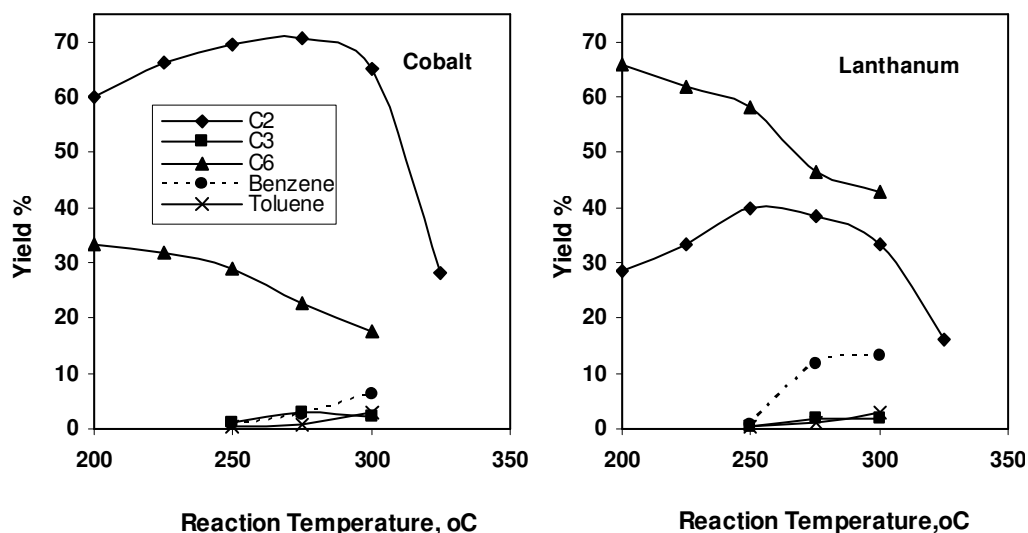 70
60
50
40
30
20
10
0
Yield %
Cobalt
C2
C3
C6
Benzene
Toluene
200
250
300
350
Reaction Temperature, oC
70
60
50
40
30
20
10
0
Yield %
Lanthanum
200
250
300
350
Reaction Temperature,oC